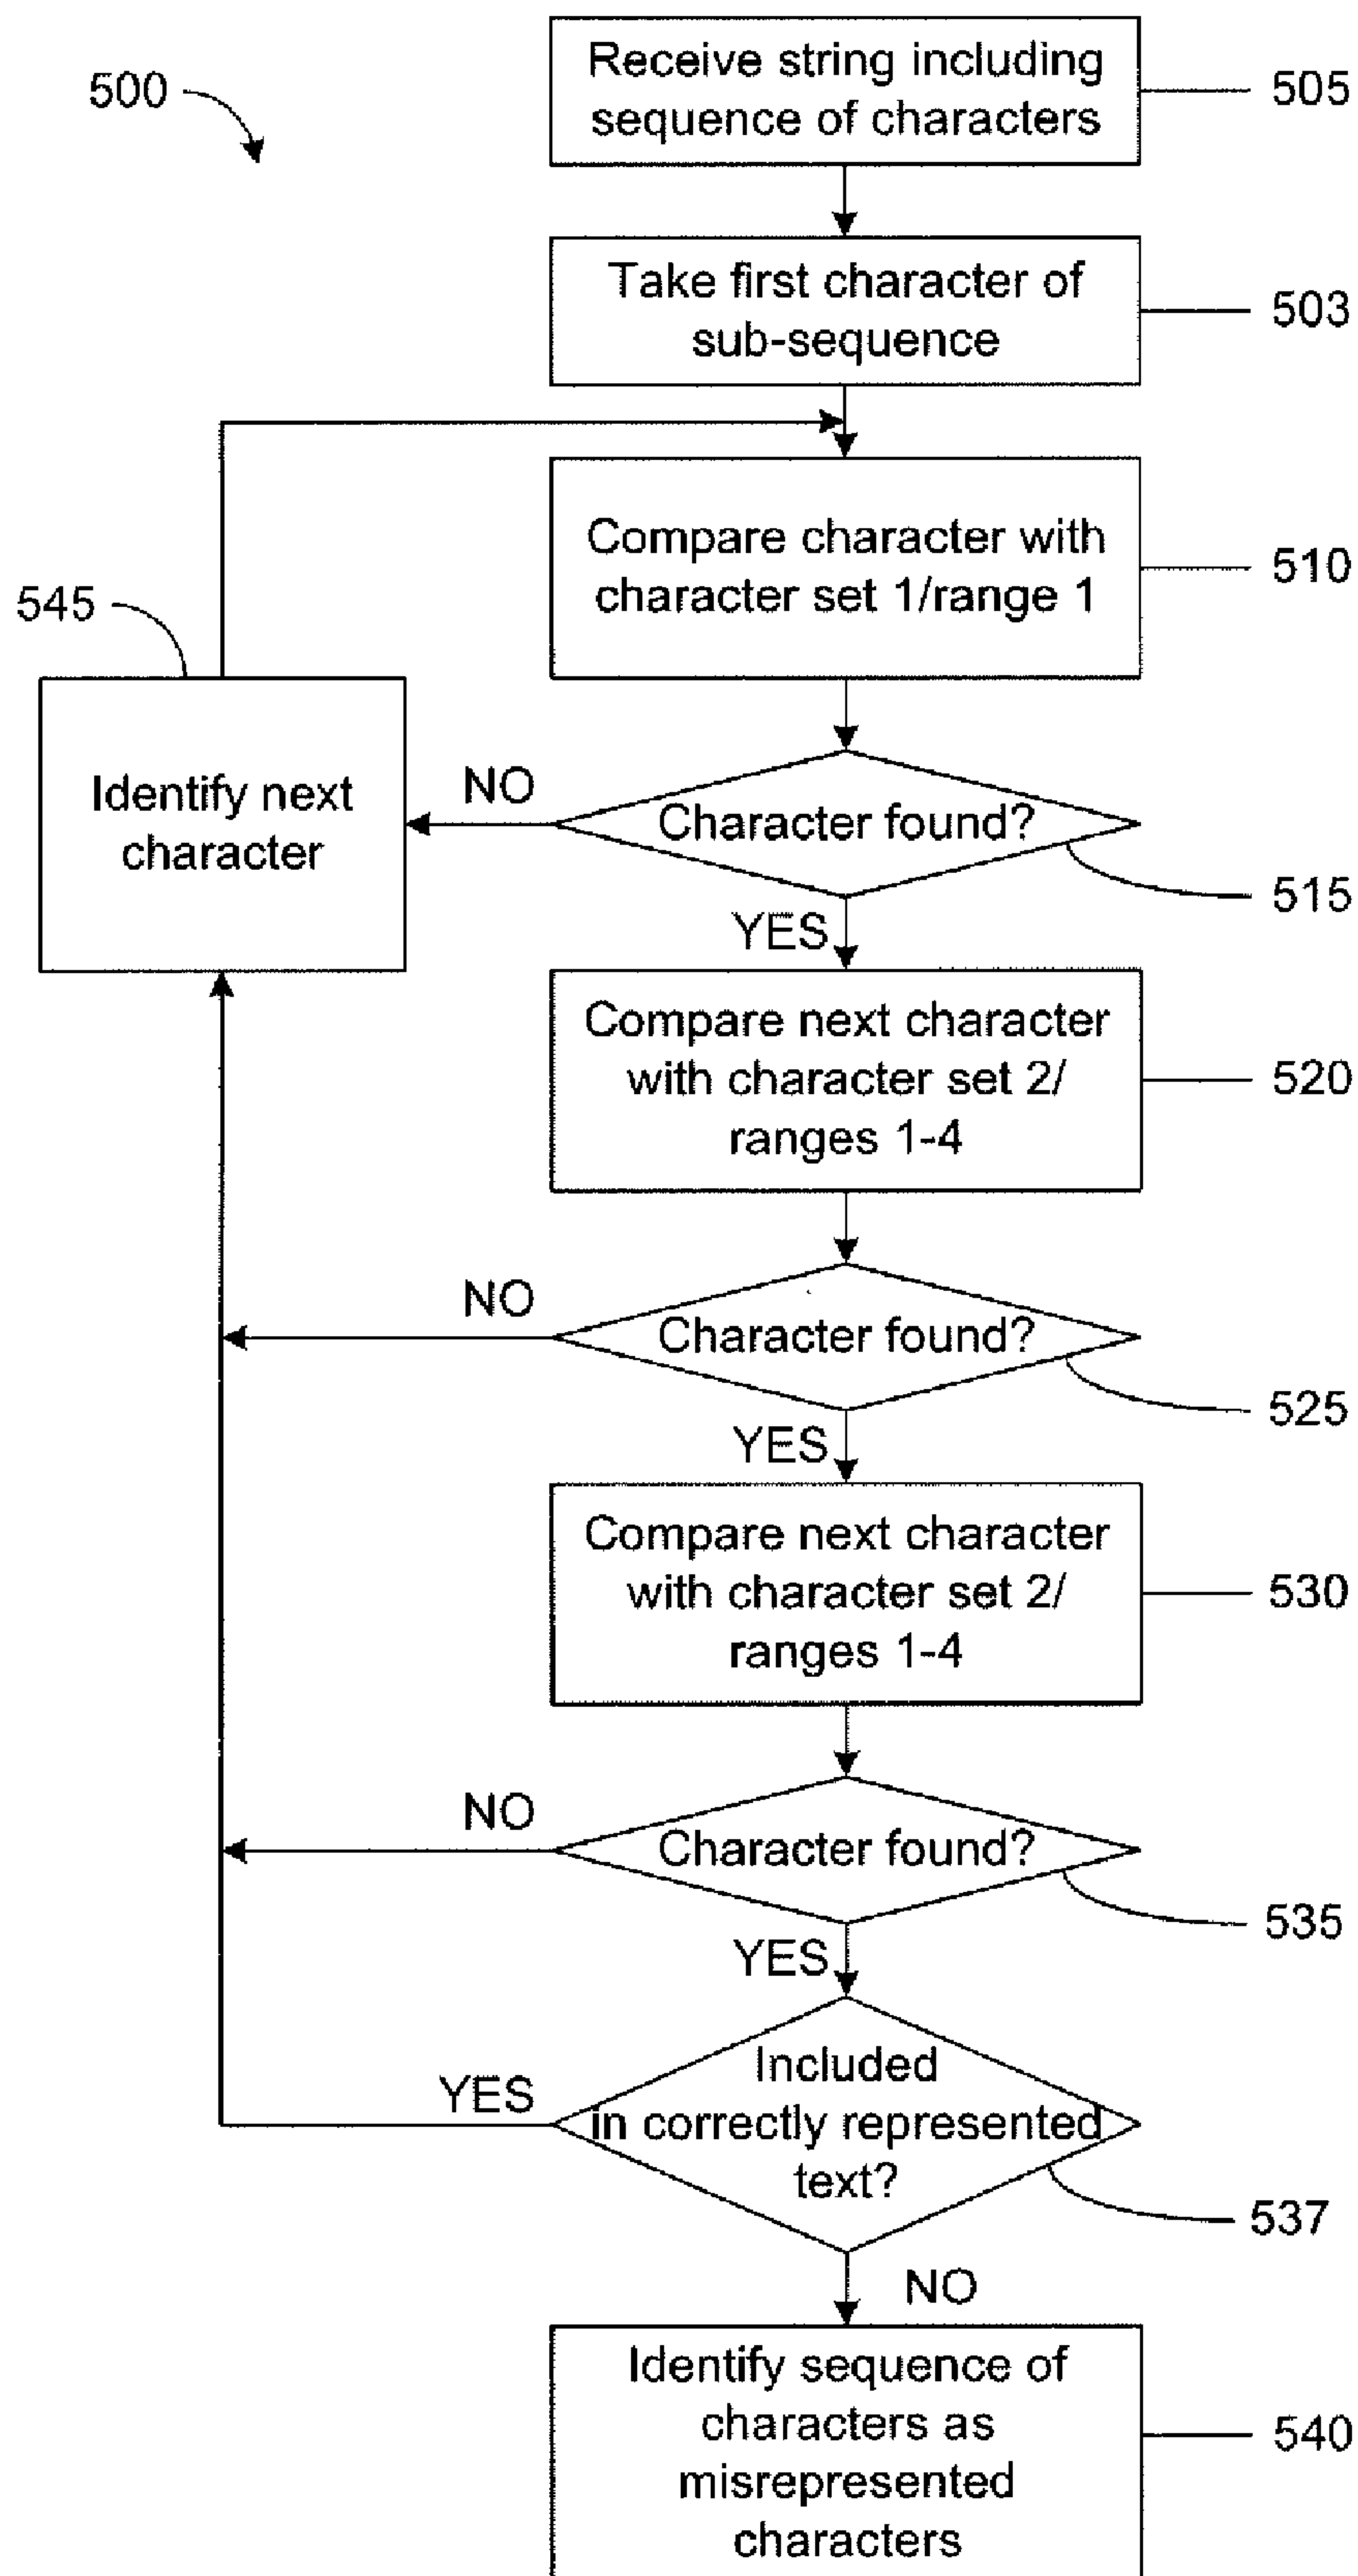 500
Receive string including
sequence of characters
505
Take first character of
sub-sequence
503
Compare character with
character set 1/range 1
510
545
Identify next
character
NO
Character found?
515
YES
Compare next character
with character set 2/
ranges 1-4
520
NO
Character found?
525
YES
Compare next character
with character set 2/
ranges 1-4
530
NO
Character found?
535
YES
YES
Included
in correctly represented
text?
537
NO
Identify sequence of
characters as
misrepresented
characters
540